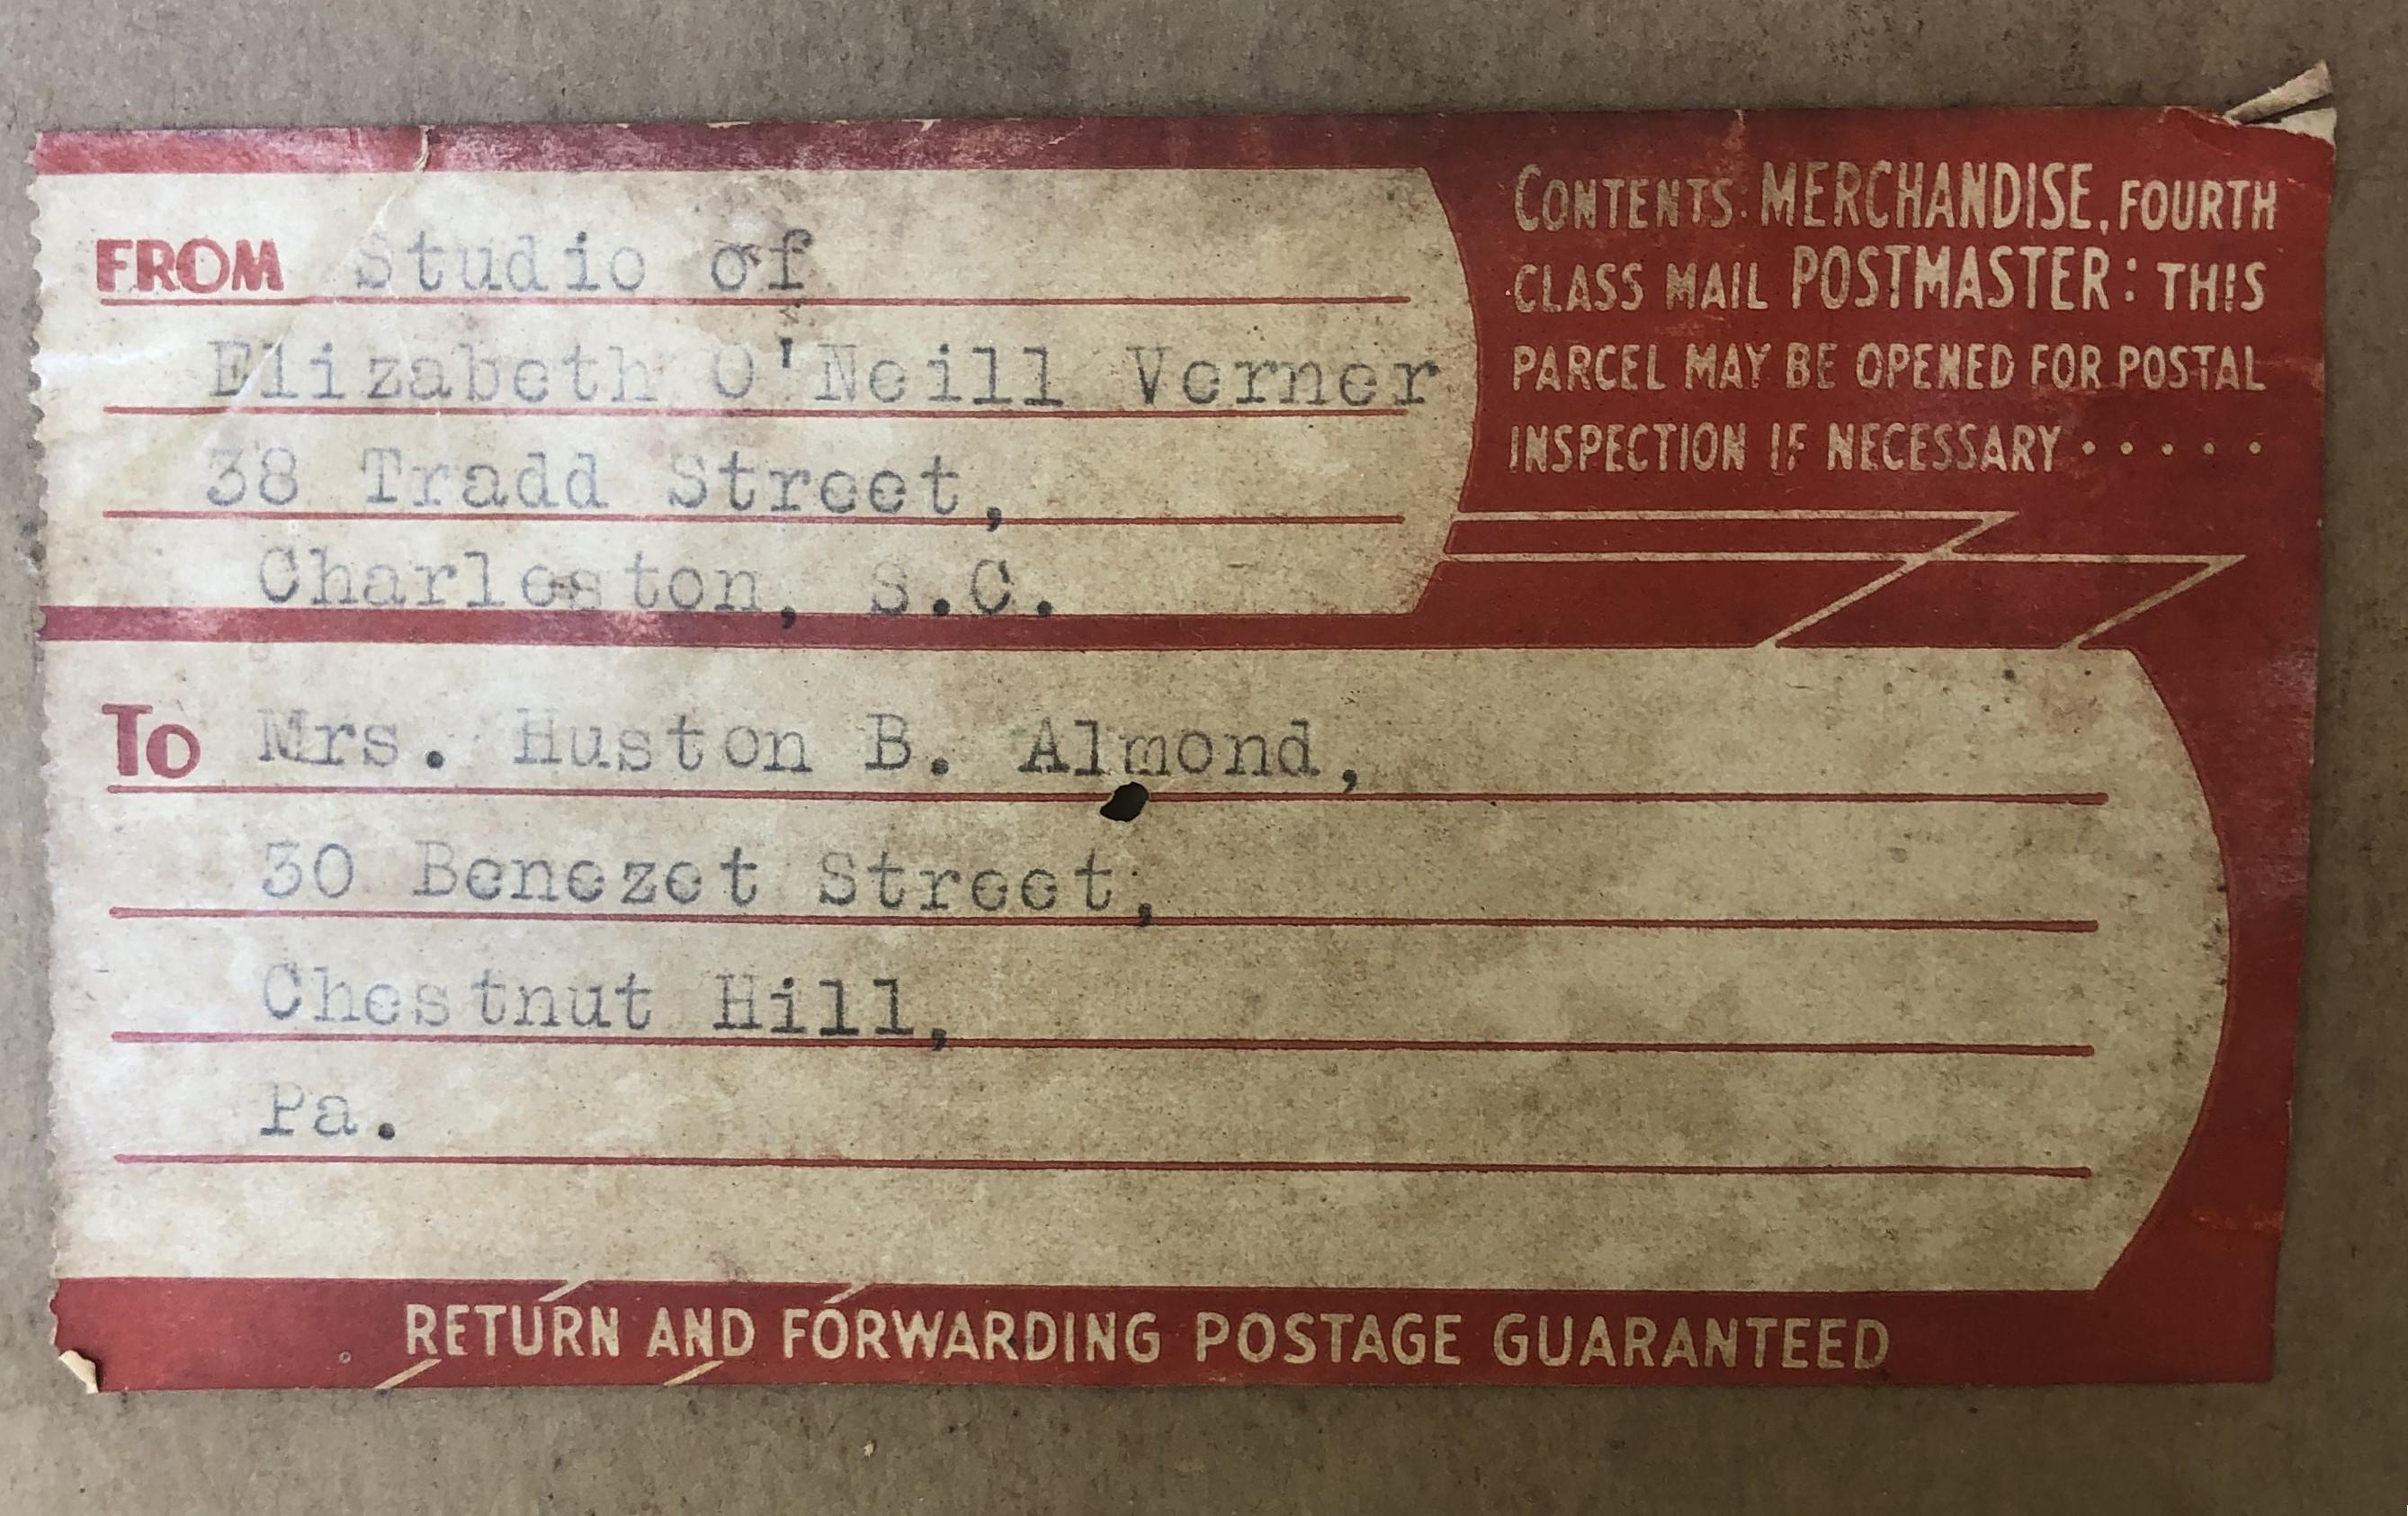 FROM Studio of
Elizabeth O'Neill Verner
38 Tradd Street,
Charleston, S.C.
CONTENTS: MERCHANDISE, FOURTH
CLASS MAIL POSTMASTER: THIS
PARCEL MAY BE OPENED FOR POSTAL
INSPECTION IF NECESSARY · · · · ·
To Mrs. Huston B. Almond,
30 Benezet Street,
Chestnut Hill,
Pa.
RETURN AND FORWARDING POSTAGE GUARANTEED